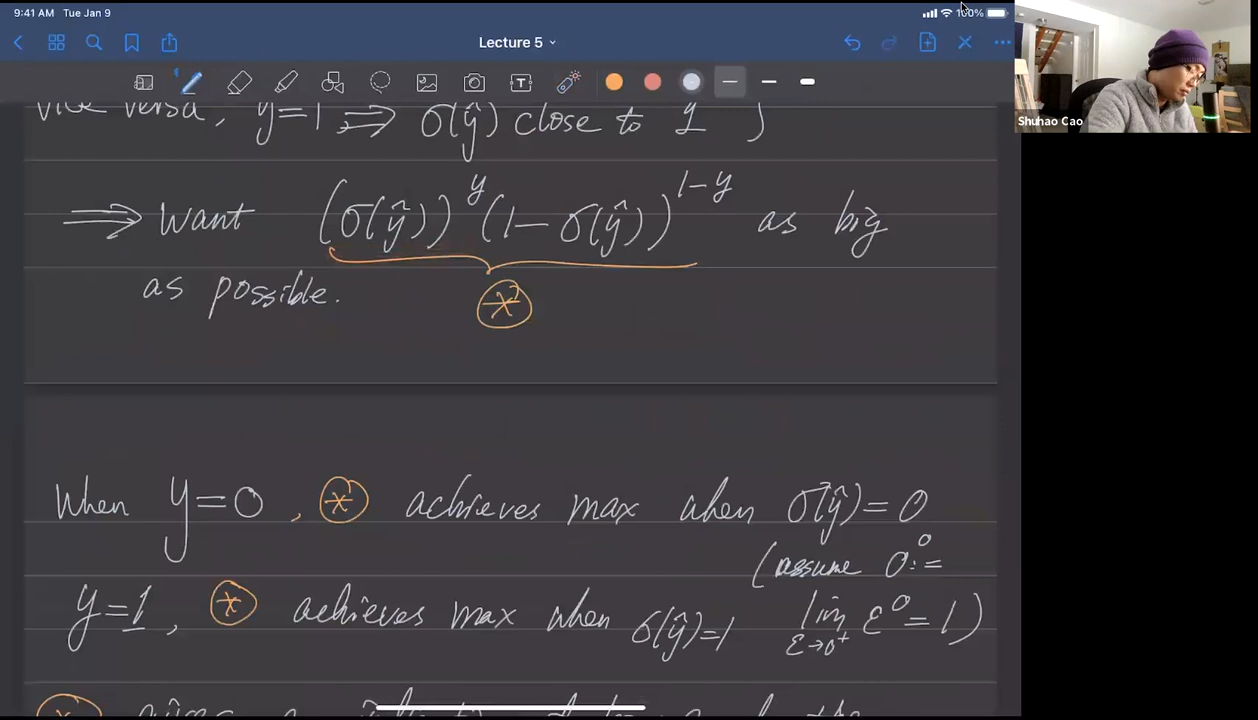 9:41 AM Tue Jan 9
100%
Lecture 5
Shuhao Cao
vice versa, y=1 ⟹ σ(ŷ) close to 1 )
⟹ Want (σ(ŷ))^y (1−σ(ŷ))^{1−y} as big
as possible.
(*)
When y=0, (*) achieves max when σ(ŷ)=0
(assume 0^0 :=
y=1, (*) achieves max when σ(ŷ)=1 lim_{ε→0⁺} ε^0 = 1)